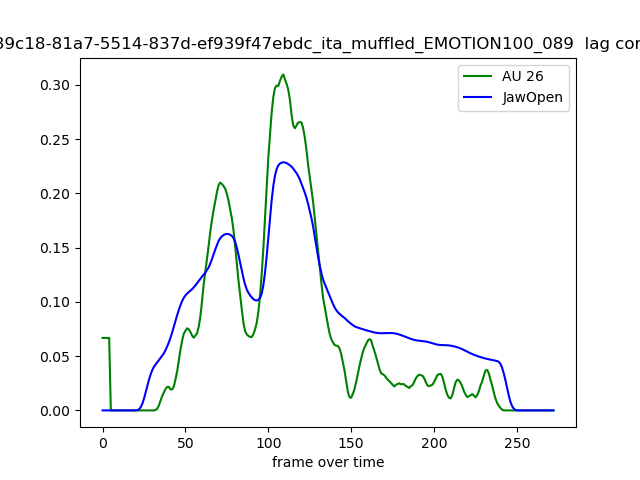 39c18-81a7-5514-837d-ef939f47ebdc_ita_muffled_EMOTION100_089 lag cor
AU 26
JawOpen
0.30
0.25
0.20
0.15
0.10
0.05
0.00
0 50 100 150 200 250
frame over time